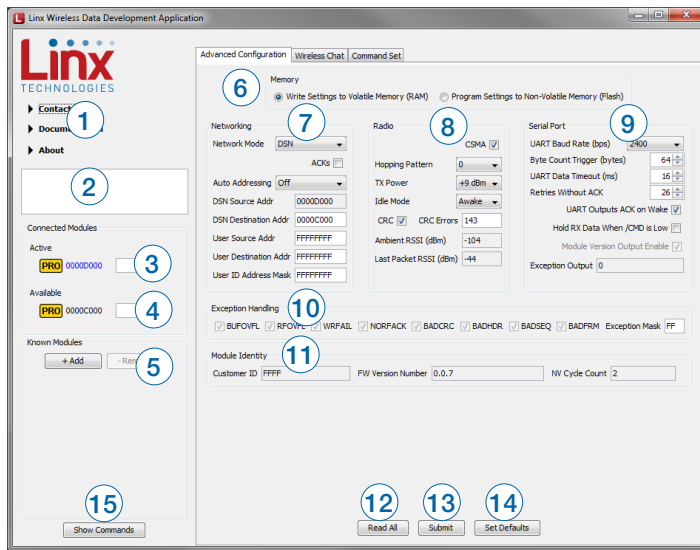 Linx Wireless Data Development Application
Linx
TECHNOLOGIES
1
About
2
Connected Modules
Active
PRO 0000D000
3
Available
PRO 0000C000
4
Known Modules
+ Add
5
15
Show Commands
Advanced Configuration Wireless Chat Command Set
6
Memory
Write Settings to Volatile Memory (RAM) Program Settings to Non-Volatile Memory (Flash)
Networking 7
Network Mode DSN
ACKs
Auto Addressing Off
DSN Source Addr 0000D000
DSN Destination Addr 0000C000
User Source Addr FFFFFFFF
User Destination Addr FFFFFFFF
User ID Address Mask FFFFFFFF
Radio 8
CSMA
Hopping Pattern 0
TX Power +9 dBm
Idle Mode Awake
CRC CRC Errors 143
Ambient RSSI (dBm) -104
Last Packet RSSI (dBm) -44
Serial Port 9
UART Baud Rate (bps) 2400
Byte Count Trigger (bytes) 64
UART Data Timeout (ms) 16
Retries Without ACK 26
UART Outputs ACK on Wake
Hold RX Data When /CMD is Low
Module Version Output Enable
Exception Output 0
Exception Handling 10
BUFOVFL RFOVFL WRFAIL NORFACK BADCRC BADHDR BADSEQ BADFRM Exception Mask FF
Module Identity 11
Customer ID FFFF FW Version Number 0.0.7 NV Cycle Count 2
12 13 14
Read All Submit Set Defaults